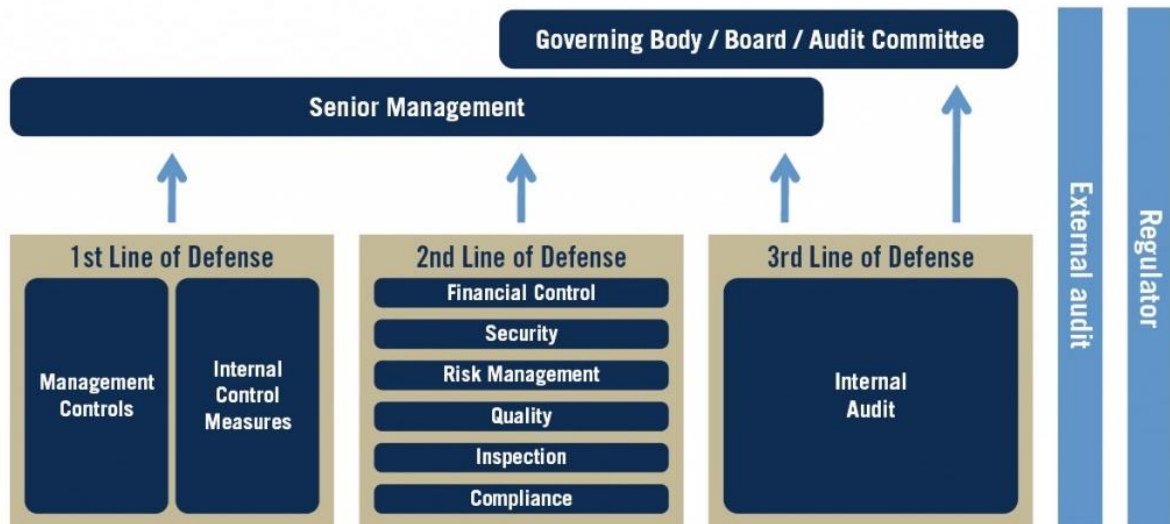 Governing Body / Board / Audit Committee
Senior Management
1st Line of Defense
Management
Controls
Internal
Control
Measures
2nd Line of Defense
Financial Control
Security
Risk Management
Quality
Inspection
Compliance
3rd Line of Defense
Internal
Audit
External audit
Regulator